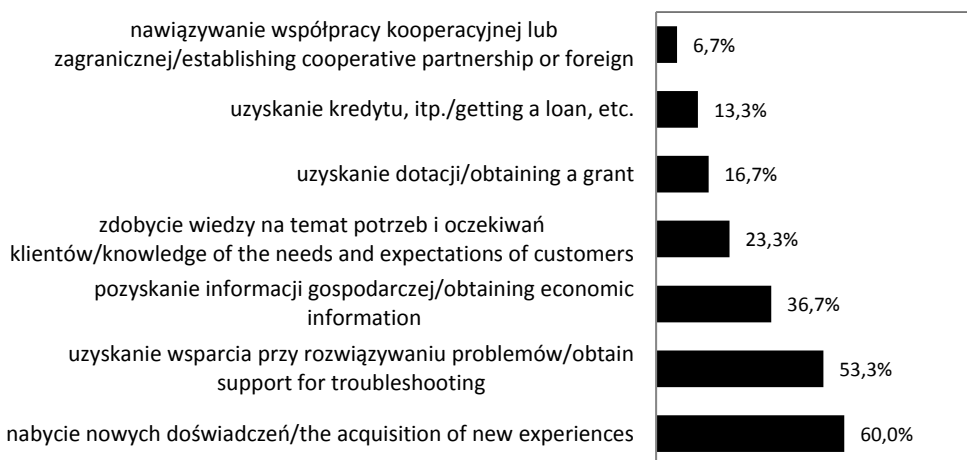 nawiązywanie współpracy kooperacyjnej lub
zagranicznej/establishing cooperative partnership or foreign
6,7%
uzyskanie kredytu, itp./getting a loan, etc.
13,3%
uzyskanie dotacji/obtaining a grant
16,7%
zdobycie wiedzy na temat potrzeb i oczekiwań
klientów/knowledge of the needs and expectations of customers
23,3%
pozyskanie informacji gospodarczej/obtaining economic
information
36,7%
uzyskanie wsparcia przy rozwiązywaniu problemów/obtain
support for troubleshooting
53,3%
nabycie nowych doświadczeń/the acquisition of new experiences
60,0%